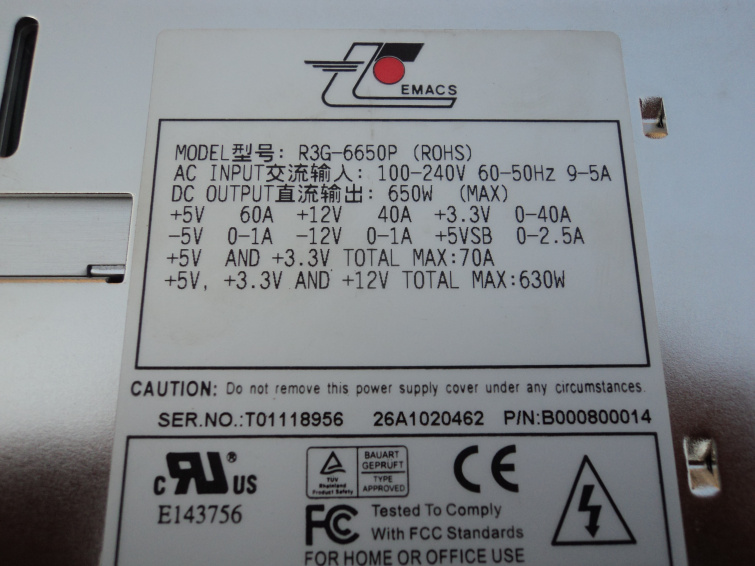 EMACS
MODEL型号: R3G-6650P (ROHS)
AC INPUT交流输入: 100-240V 60-50Hz 9-5A
DC OUTPUT直流输出: 650W (MAX)
+5V 60A +12V 40A +3.3V 0-40A
-5V 0-1A -12V 0-1A +5VSB 0-2.5A
+5V AND +3.3V TOTAL MAX:70A
+5V, +3.3V AND +12V TOTAL MAX:630W
CAUTION: Do not remove this power supply cover under any circumstances.
SER.NO.:T01118956 26A1020462 P/N:B000800014
c RU ® US
E143756
TÜV
Rheinland
Product Safety
BAUART
GEPRUFT
TYPE
APPROVED
CE
FC Tested To Comply
With FCC Standards
FOR HOME OR OFFICE USE